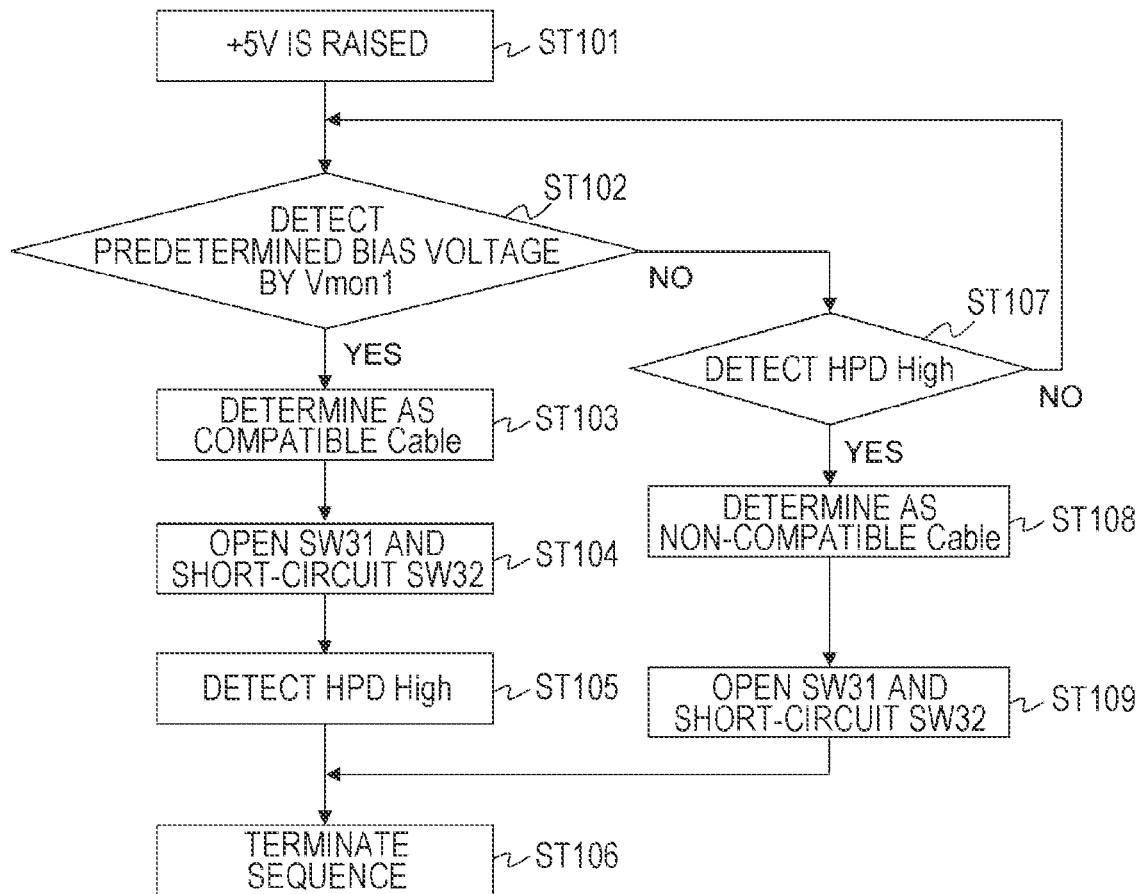 +5V IS RAISED
ST101
ST102
DETECT
PREDETERMINED BIAS VOLTAGE
BY Vmon1
NO
YES
ST107
DETECT HPD High
NO
YES
DETERMINE AS
COMPATIBLE Cable
ST103
OPEN SW31 AND
SHORT-CIRCUIT SW32
ST104
DETECT HPD High
ST105
DETERMINE AS
NON-COMPATIBLE Cable
ST108
OPEN SW31 AND
SHORT-CIRCUIT SW32
ST109
TERMINATE
SEQUENCE
ST106